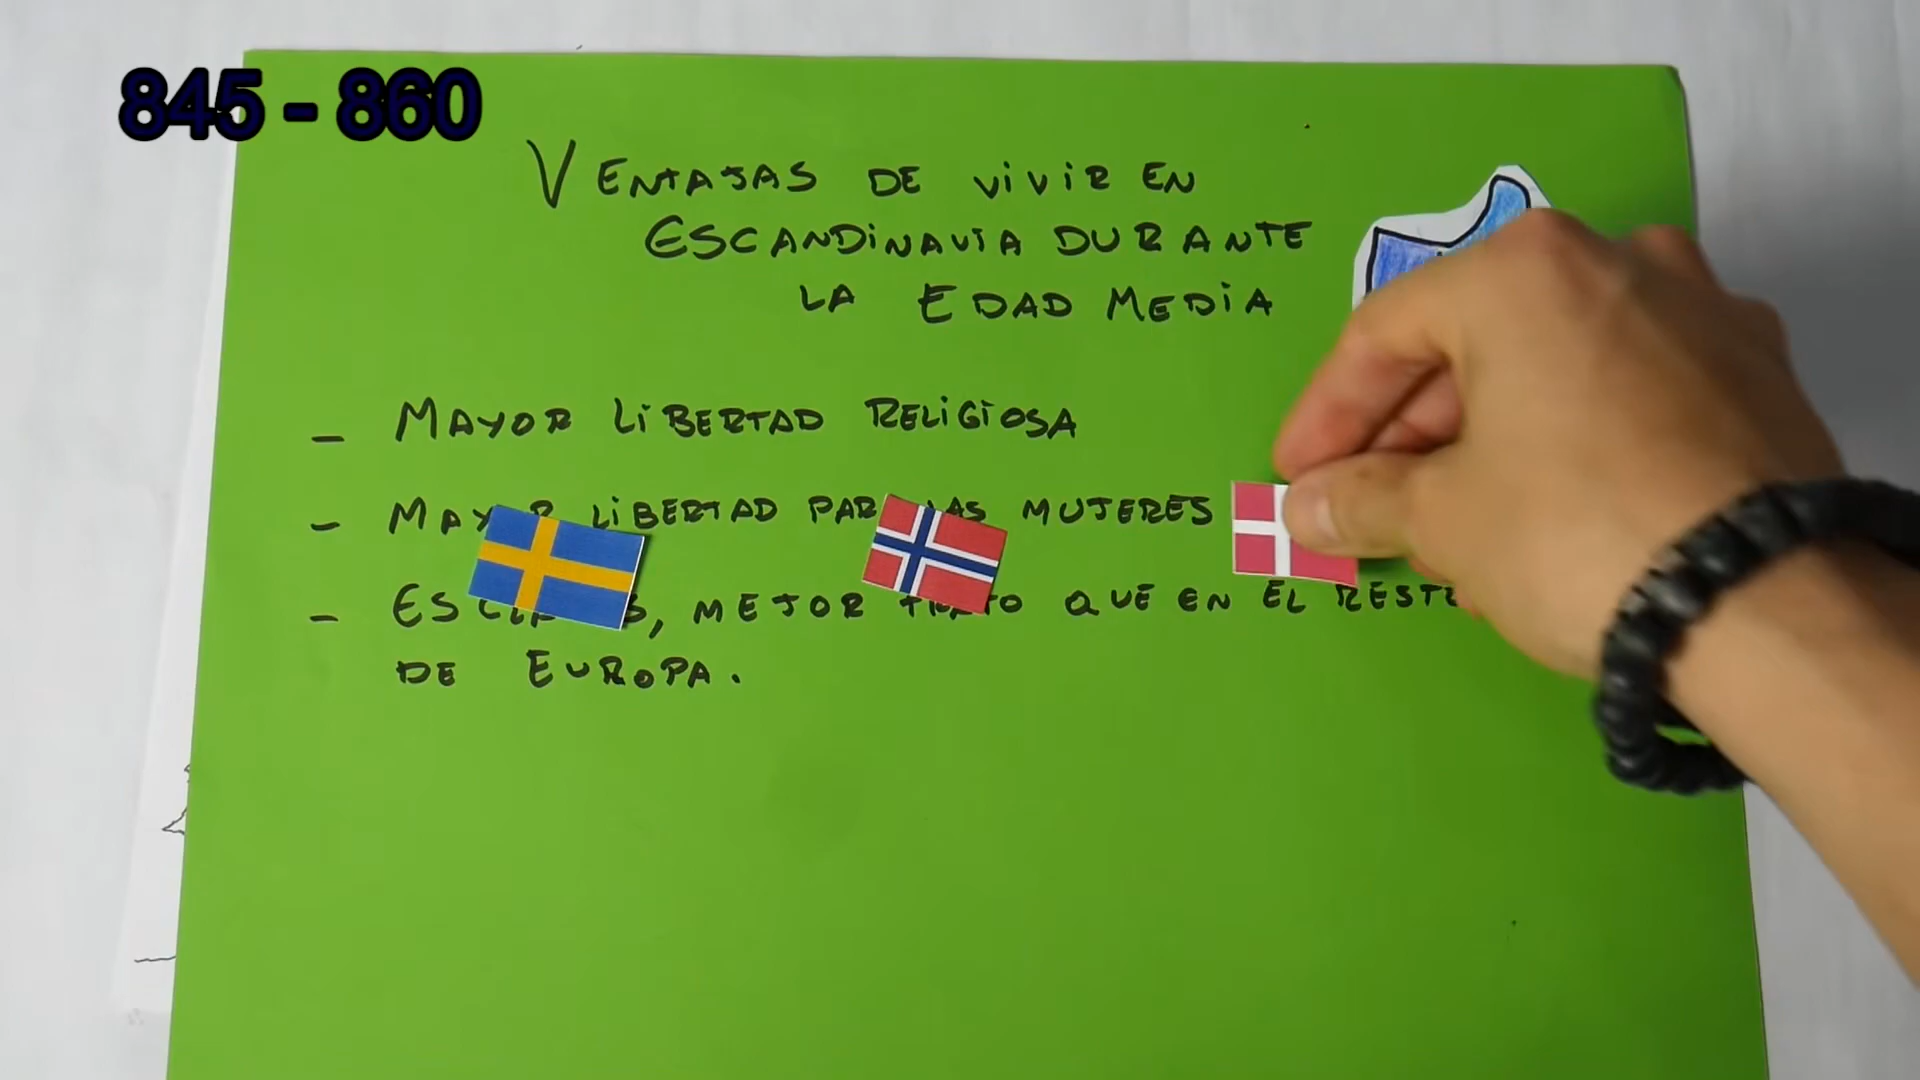 845 - 860
VENTAJAS DE VIVIR EN
ESCANDINAVIA DURANTE
LA EDAD MEDIA
- MAYOR LIBERTAD RELIGIOSA
- LIBERTAD MUJERES
- MEJOR QUE EN EL
DE EUROPA.